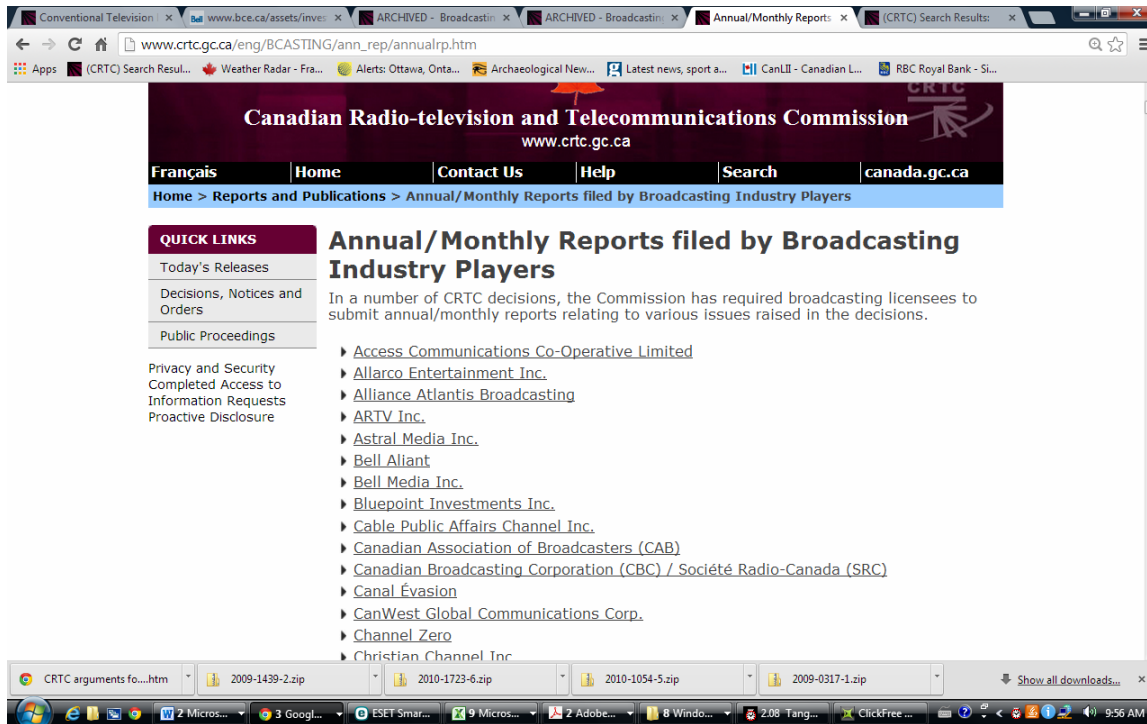 Conventional Television
www.bce.ca/assets/inves
ARCHIVED - Broadcastin
ARCHIVED - Broadcasting
Annual/Monthly Reports
(CRTC) Search Results:
www.crtc.gc.ca/eng/BCASTING/ann_rep/annualrp.htm
Apps (CRTC) Search Resul... Weather Radar - Fra... Alerts: Ottawa, Onta... Archaeological New... Latest news, sport a... CanLII - Canadian L... RBC Royal Bank - Si...
CRTC
Canadian Radio-television and Telecommunications Commission
www.crtc.gc.ca
Français Home Contact Us Help Search canada.gc.ca
Home > Reports and Publications > Annual/Monthly Reports filed by Broadcasting Industry Players
QUICK LINKS
Today's Releases
Decisions, Notices and
Orders
Public Proceedings
Privacy and Security
Completed Access to
Information Requests
Proactive Disclosure
Annual/Monthly Reports filed by Broadcasting
Industry Players
In a number of CRTC decisions, the Commission has required broadcasting licensees to
submit annual/monthly reports relating to various issues raised in the decisions.
Access Communications Co-Operative Limited
Allarco Entertainment Inc.
Alliance Atlantis Broadcasting
ARTV Inc.
Astral Media Inc.
Bell Aliant
Bell Media Inc.
Bluepoint Investments Inc.
Cable Public Affairs Channel Inc.
Canadian Association of Broadcasters (CAB)
Canadian Broadcasting Corporation (CBC) / Société Radio-Canada (SRC)
Canal Évasion
CanWest Global Communications Corp.
Channel Zero
Christian Channel Inc
CRTC arguments fo....htm 2009-1439-2.zip 2010-1723-6.zip 2010-1054-5.zip 2009-0317-1.zip Show all downloads...
2 Micros... 3 Googl... ESET Smar... 9 Micros... 2 Adobe... 8 Windo... 2.08 Tang... ClickFree ... 9:56 AM